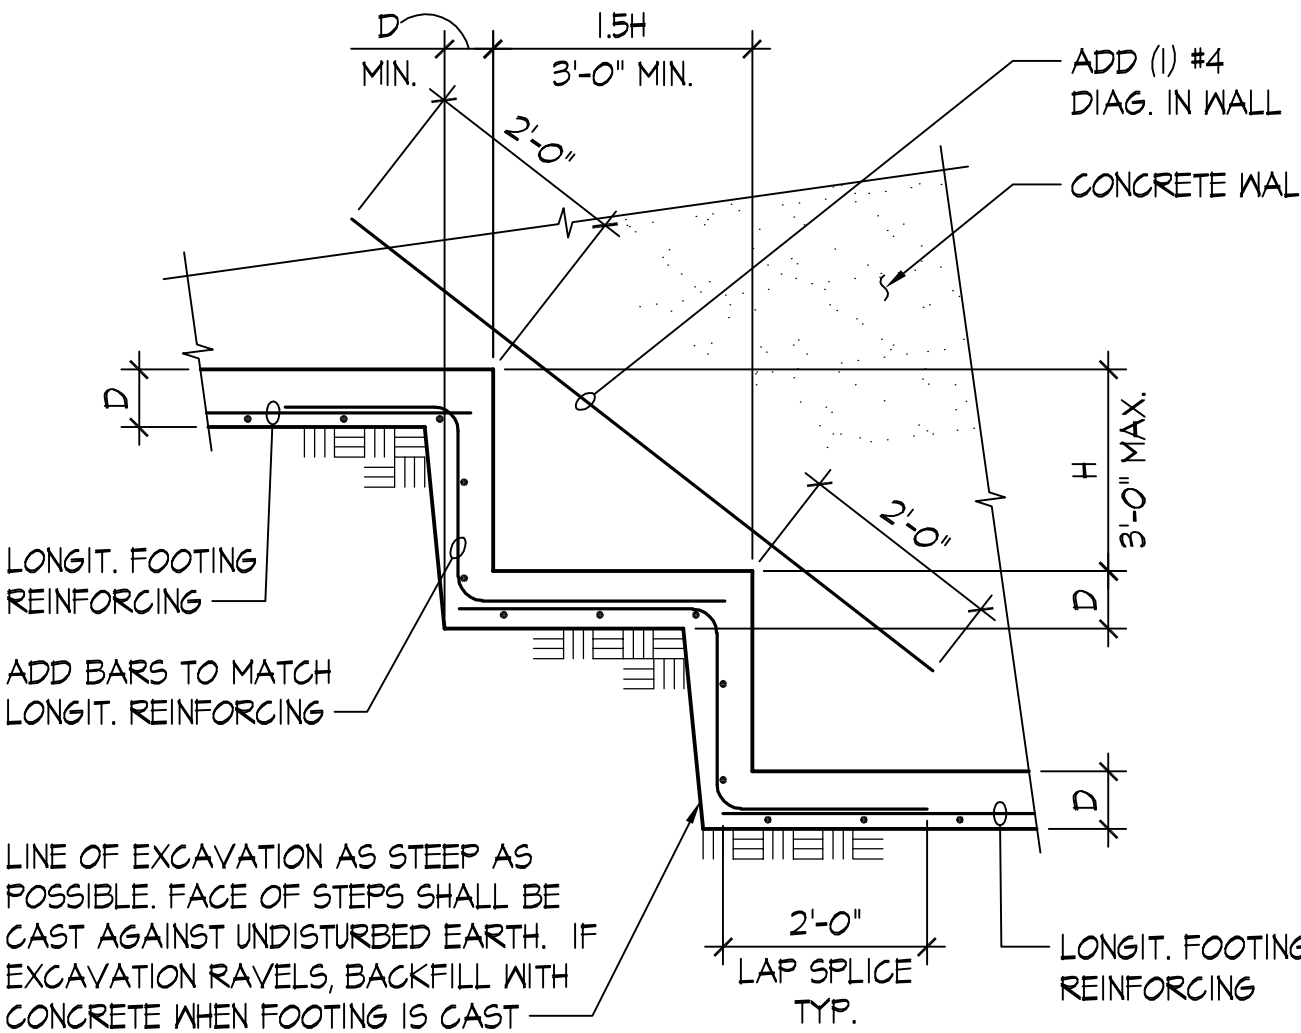 D
MIN.
1.5H
3'-0" MIN.
2'-0"
ADD (1) #4
DIAG. IN WALL
CONCRETE WAL
D
H
3'-0" MAX.
2'-0"
LONGIT. FOOTING
REINFORCING
D
ADD BARS TO MATCH
LONGIT. REINFORCING
D
LINE OF EXCAVATION AS STEEP AS
POSSIBLE. FACE OF STEPS SHALL BE
CAST AGAINST UNDISTURBED EARTH. IF
EXCAVATION RAVELS, BACKFILL WITH
CONCRETE WHEN FOOTING IS CAST
2'-0"
LAP SPLICE
TYP.
LONGIT. FOOTING
REINFORCING